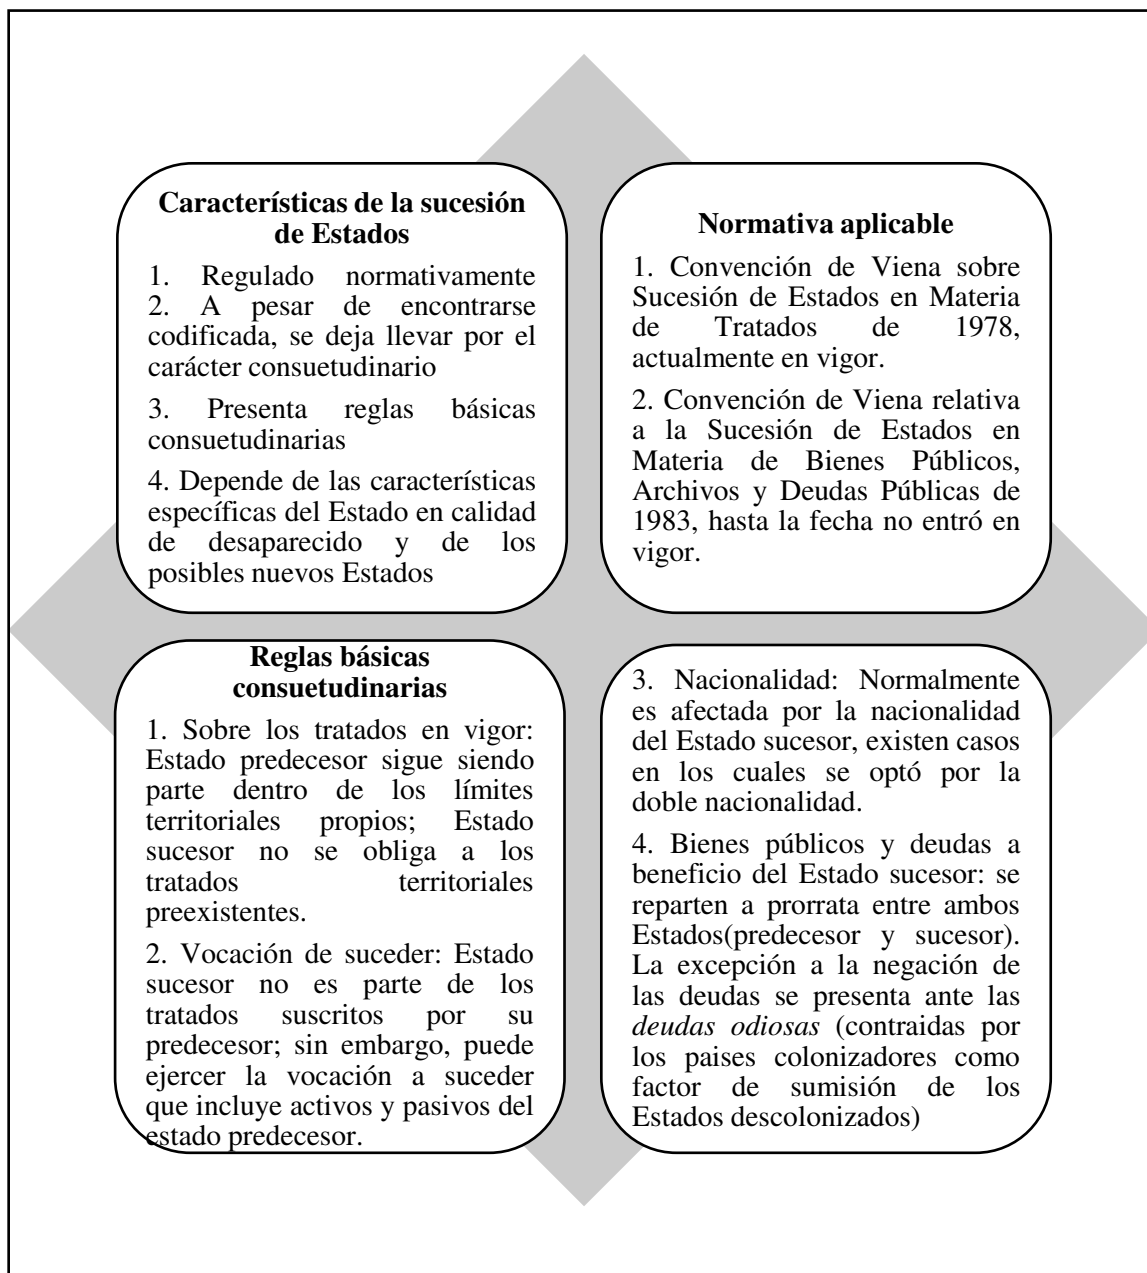 Características de la sucesión
de Estados
1. Regulado normativamente
2. A pesar de encontrarse
codificada, se deja llevar por el
carácter consuetudinario
3. Presenta reglas básicas
consuetudinarias
4. Depende de las características
específicas del Estado en calidad
de desaparecido y de los
posibles nuevos Estados
Normativa aplicable
1. Convención de Viena sobre
Sucesión de Estados en Materia
de Tratados de 1978,
actualmente en vigor.
2. Convención de Viena relativa
a la Sucesión de Estados en
Materia de Bienes Públicos,
Archivos y Deudas Públicas de
1983, hasta la fecha no entró en
vigor.
Reglas básicas
consuetudinarias
1. Sobre los tratados en vigor:
Estado predecesor sigue siendo
parte dentro de los límites
territoriales propios; Estado
sucesor no se obliga a los
tratados territoriales
preexistentes.
2. Vocación de suceder: Estado
sucesor no es parte de los
tratados suscritos por su
predecesor; sin embargo, puede
ejercer la vocación a suceder
que incluye activos y pasivos del
estado predecesor.
3. Nacionalidad: Normalmente
es afectada por la nacionalidad
del Estado sucesor, existen casos
en los cuales se optó por la
doble nacionalidad.
4. Bienes públicos y deudas a
beneficio del Estado sucesor: se
reparten a prorrata entre ambos
Estados(predecesor y sucesor).
La excepción a la negación de
las deudas se presenta ante las
deudas odiosas (contraidas por
los paises colonizadores como
factor de sumisión de los
Estados descolonizados)